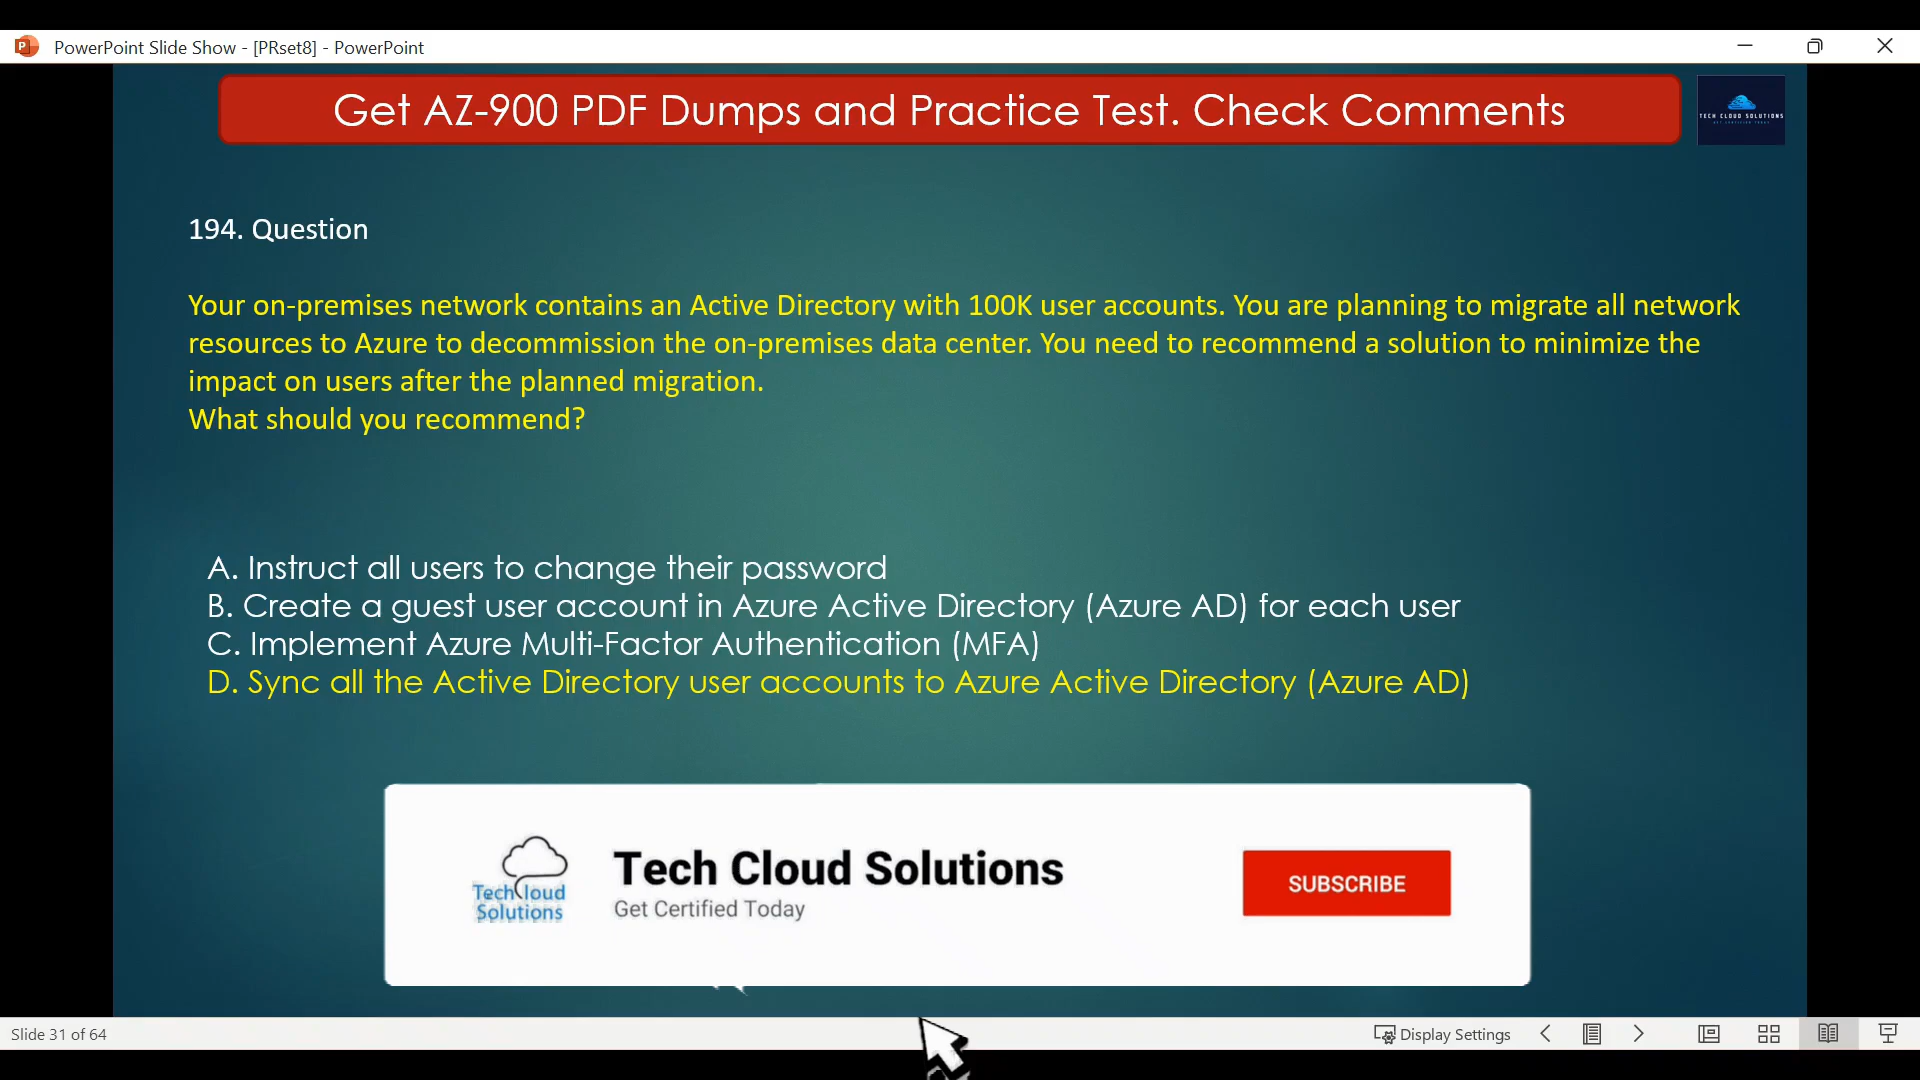 PowerPoint Slide Show - [PRset8] - PowerPoint
Get AZ-900 PDF Dumps and Practice Test. Check Comments
TECH CLOUD SOLUTIONS
GET CERTIFIED TODAY
194. Question
Your on-premises network contains an Active Directory with 100K user accounts. You are planning to migrate all network
resources to Azure to decommission the on-premises data center. You need to recommend a solution to minimize the
impact on users after the planned migration.
What should you recommend?
A. Instruct all users to change their password
B. Create a guest user account in Azure Active Directory (Azure AD) for each user
C. Implement Azure Multi-Factor Authentication (MFA)
D. Sync all the Active Directory user accounts to Azure Active Directory (Azure AD)
Tech loud
Solutions
Tech Cloud Solutions
Get Certified Today
SUBSCRIBE
Slide 31 of 64
Display Settings